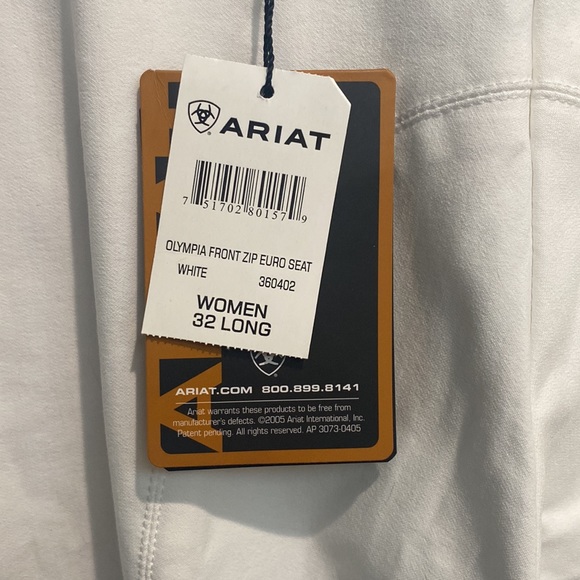 ARIAT
7 51702 80157 9
OLYMPIA FRONT ZIP EURO SEAT
WHITE 360402
WOMEN
32 LONG
ARIAT.COM 800.899.8141
Ariat warrants these products to be free from
manufacturer's defects. ©2005 Ariat International, Inc.
Patent pending. All rights reserved. AP 3073-0405